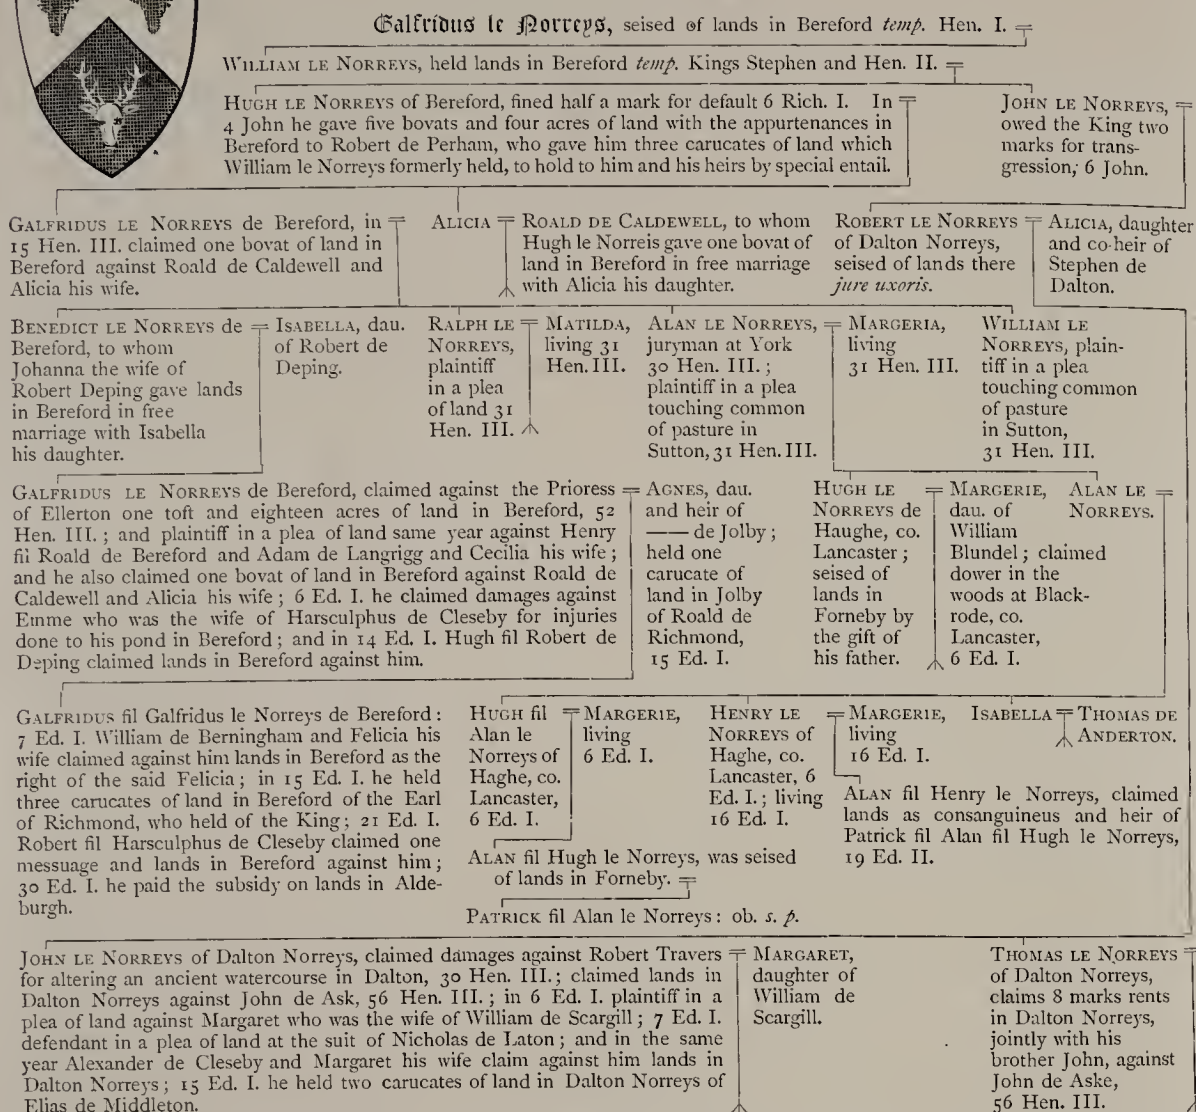 Galfridus le Norreys, seised of lands in Bereford temp. Hen. I.
WILLIAM LE NORREYS, held lands in Bereford temp. Kings Stephen and Hen. II.
HUGH LE NORREYS of Bereford, fined half a mark for default 6 Rich. I. In
4 John he gave five bovats and four acres of land with the appurtenances in
Bereford to Robert de Perham, who gave him three carucates of land which
William le Norreys formerly held, to hold to him and his heirs by special entail.
JOHN LE NORREYS,
owed the King two
marks for trans-
gression, 6 John.
GALFRIDUS LE NORREYS de Bereford, in
15 Hen. III. claimed one bovat of land in
Bereford against Roald de Caldewell and
Alicia his wife.
ALICIA
ROALD DE CALDEWELL, to whom
Hugh le Norreis gave one bovat of
land in Bereford in free marriage
with Alicia his daughter.
ROBERT LE NORREYS
of Dalton Norreys,
seised of lands there
jure uxoris.
ALICIA, daughter
and co-heir of
Stephen de
Dalton.
BENEDICT LE NORREYS de
Bereford, to whom
Johanna the wife of
Robert Deping gave lands
in Bereford in free
marriage with Isabella
his daughter.
ISABELLA, dau.
of Robert de
Deping.
RALPH LE
NORREYS,
plaintiff
in a plea
of land 31
Hen. III.
MATILDA,
living 31
Hen. III.
ALAN LE NORREYS,
juryman at York
30 Hen. III.;
plaintiff in a plea
touching common
of pasture in
Sutton, 31 Hen. III.
MARGERIA,
living
31 Hen. III.
WILLIAM LE
NORREYS, plain-
tiff in a plea
touching common
of pasture
in Sutton,
31 Hen. III.
GALFRIDUS LE NORREYS de Bereford, claimed against the Prioress
of Ellerton one toft and eighteen acres of land in Bereford, 52
Hen. III.; and plaintiff in a plea of land same year against Henry
fil Roald de Bereford and Adam de Langrigg and Cecilia his wife;
and he also claimed one bovat of land in Bereford against Roald de
Caldewell and Alicia his wife; 6 Ed. I. he claimed damages against
Emme who was the wife of Harsculphus de Cleseby for injuries
done to his pond in Bereford; and in 14 Ed. I. Hugh fil Robert de
Deping claimed lands in Bereford against him.
AGNES, dau.
and heir of
—— de Jolby;
held one
carucate of
land in Jolby
of Roald de
Richmond,
15 Ed. I.
HUGH LE
NORREYS de
Haughe, co.
Lancaster;
seised of
lands in
Forneby by
the gift of
his father.
MARGERIE,
dau. of
William
Blundel; claimed
dower in the
woods at Black-
rode, co.
Lancaster,
6 Ed. I.
ALAN LE
NORREYS.
GALFRIDUS fil Galfridus le Norreys de Bereford:
7 Ed. I. William de Berningham and Felicia his
wife claimed against him lands in Bereford as the
right of the said Felicia; in 15 Ed. I. he held
three carucates of land in Bereford of the Earl
of Richmond, who held of the King; 21 Ed. I.
Robert fil Harsculphus de Cleseby claimed one
messuage and lands in Bereford against him;
30 Ed. I. he paid the subsidy on lands in Alde-
burgh.
HUGH fil
Alan le
Norreys of
Haghe, co.
Lancaster,
6 Ed. I.
MARGERIE,
living
6 Ed. I.
HENRY LE
NORREYS of
Haghe, co.
Lancaster, 6
Ed. I.; living
16 Ed. I.
MARGERIE,
living
16 Ed. I.
ISABELLA
THOMAS DE
ANDERTON.
ALAN fil Henry le Norreys, claimed
lands as consanguineus and heir of
Patrick fil Alan fil Hugh le Norreys,
19 Ed. II.
ALAN fil Hugh le Norreys, was seised
of lands in Forneby.
PATRICK fil Alan le Norreys: ob. s. p.
JOHN LE NORREYS of Dalton Norreys, claimed damages against Robert Travers
for altering an ancient watercourse in Dalton, 30 Hen. III.; claimed lands in
Dalton Norreys against John de Ask, 56 Hen. III.; in 6 Ed. I. plaintiff in a
plea of land against Margaret who was the wife of William de Scargill; 7 Ed. I.
defendant in a plea of land at the suit of Nicholas de Laton; and in the same
year Alexander de Cleseby and Margaret his wife claim against him lands in
Dalton Norreys; 15 Ed. I. he held two carucates of land in Dalton Norreys of
Elias de Middleton.
MARGARET,
daughter of
William de
Scargill.
THOMAS LE NORREYS
of Dalton Norreys,
claims 8 marks rents
in Dalton Norreys,
jointly with his
brother John, against
John de Aske,
56 Hen. III.